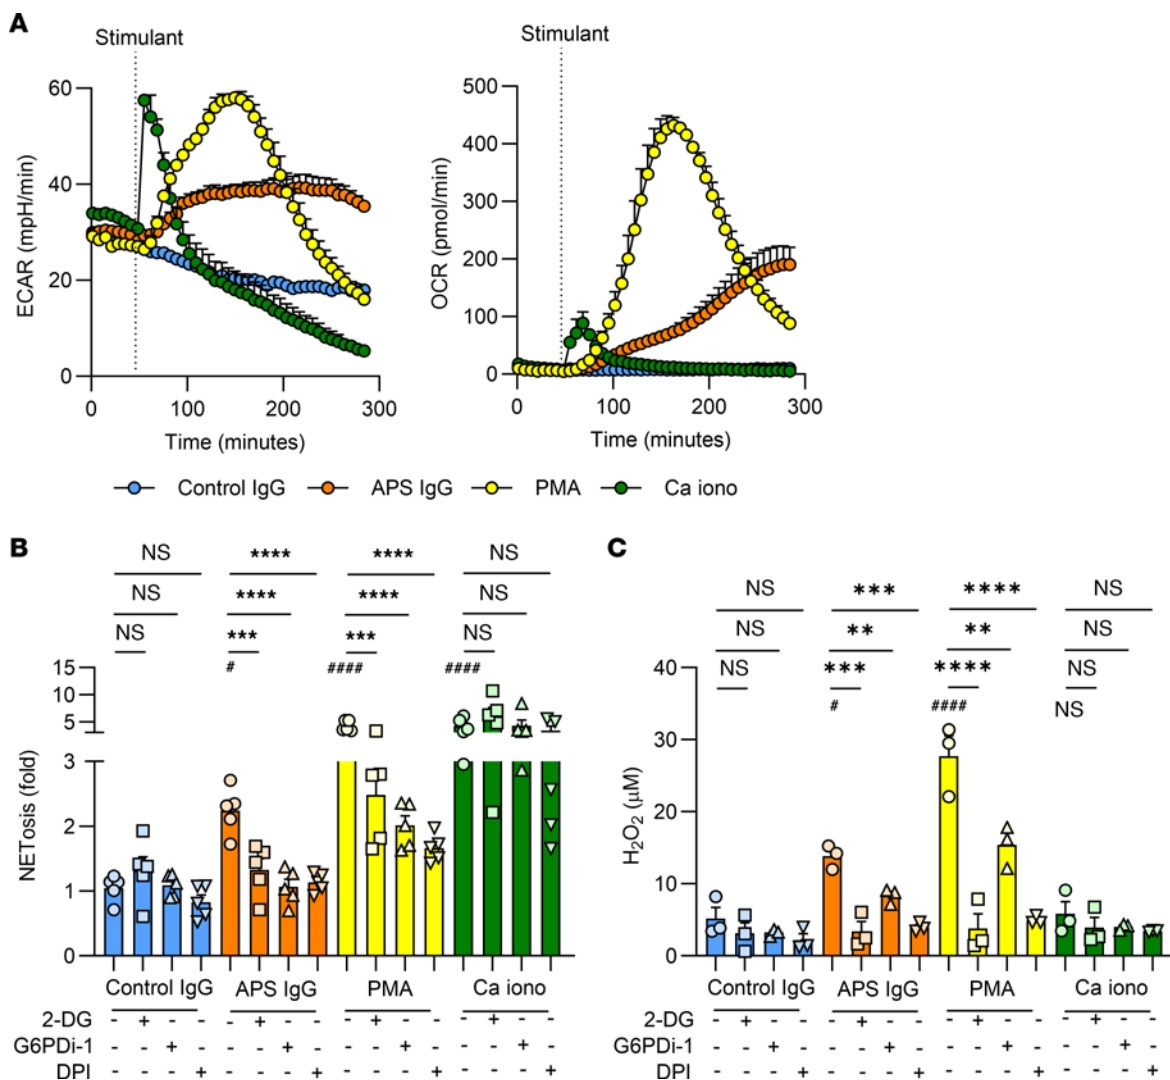 A
Stimulant
Stimulant
60
40
20
0
ECAR (mpH/min)
0 100 200 300
Time (minutes)
500
400
300
200
100
0
OCR (pmol/min)
0 100 200 300
Time (minutes)
Control IgG APS IgG PMA Ca iono
B
NS **** **** NS
NS **** **** NS
NS *** *** NS
# #### ####
15
10
5
3
2
1
0
NETosis (fold)
Control IgG APS IgG PMA Ca iono
2-DG - + - - - + - - - + - - - + - -
G6PDi-1 - - + - - - + - - - + - - - + -
DPI - - - + - - - + - - - + - - - +
C
NS *** **** NS
NS ** ** NS
NS *** **** NS
# #### NS
40
30
20
10
0
H₂O₂ (μM)
Control IgG APS IgG PMA Ca iono
2-DG - + - - - + - - - + - - - + - -
G6PDi-1 - - + - - - + - - - + - - - + -
DPI - - - + - - - + - - - + - - - +